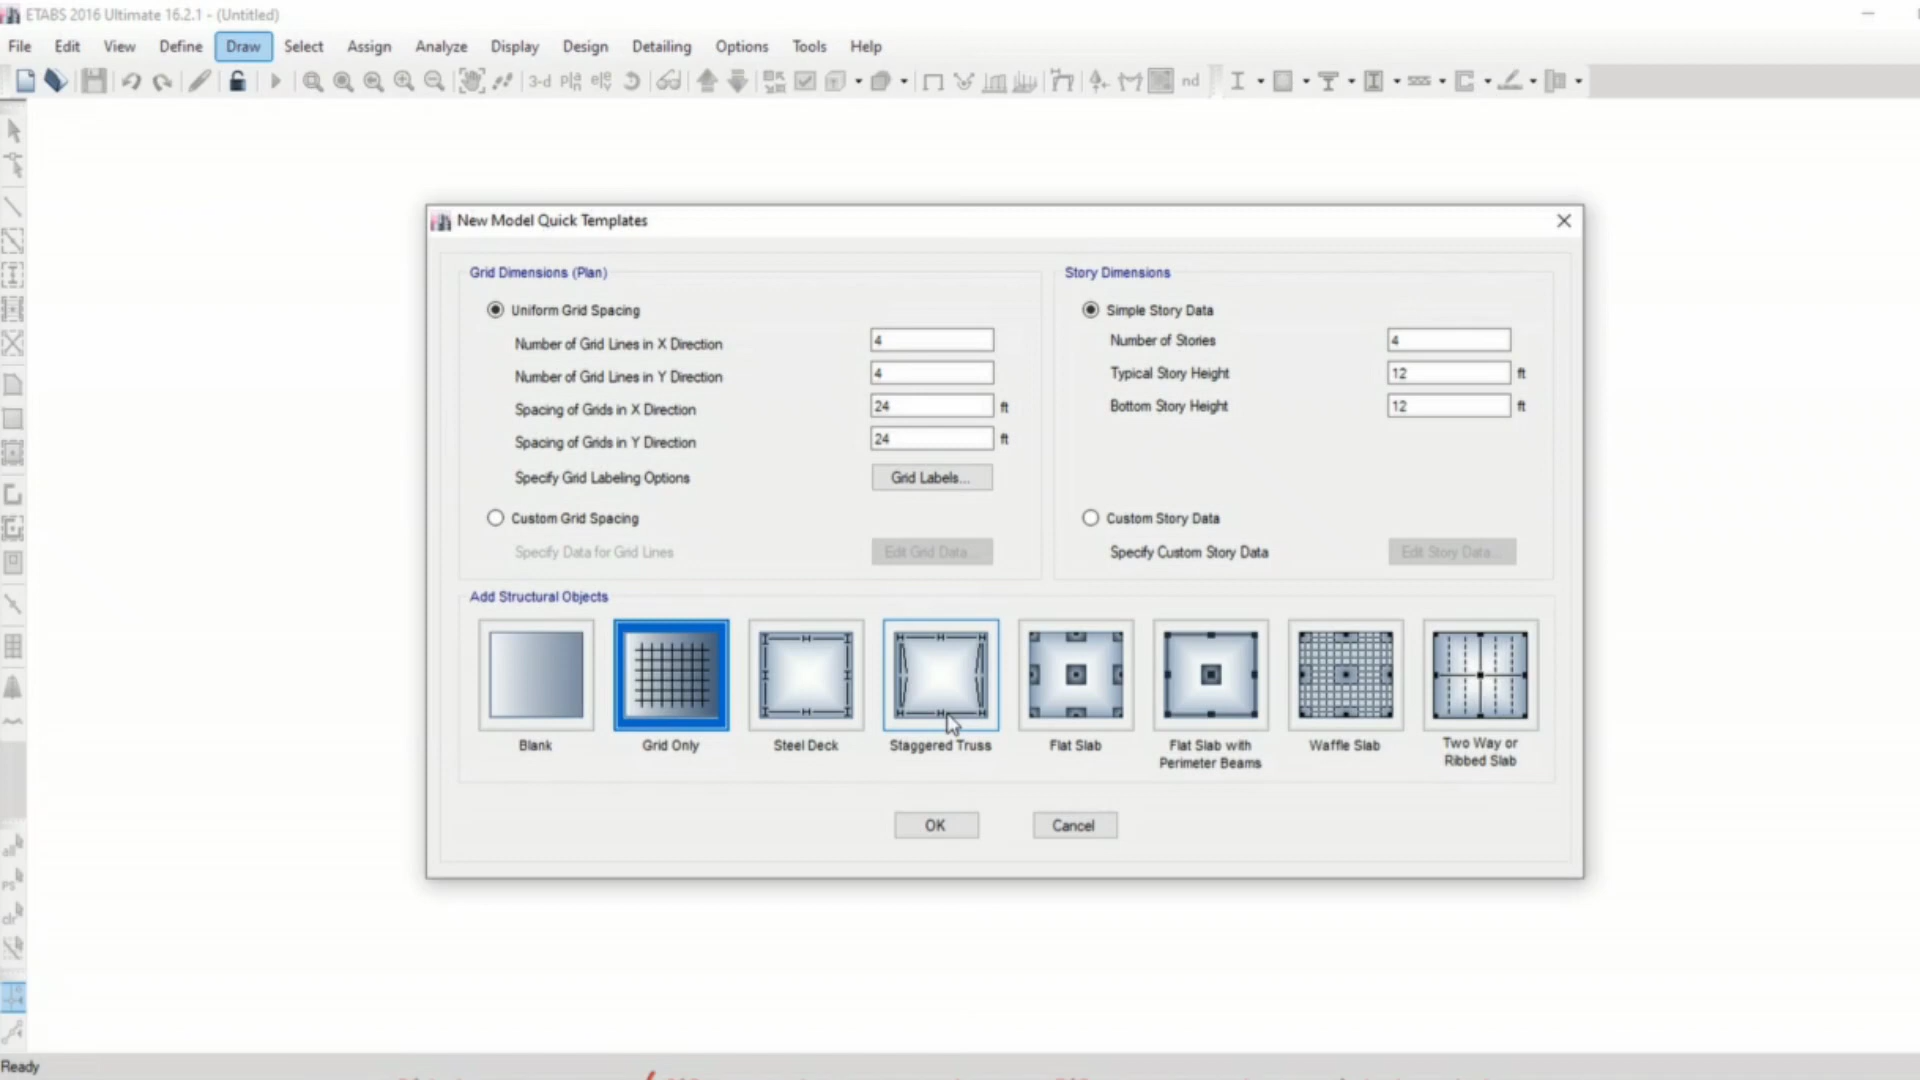 ETABS 2016 Ultimate 16.2.1 - (Untitled)
File Edit View Define Draw Select Assign Analyze Display Design Detailing Options Tools Help
3-d pla ele nd
New Model Quick Templates
Grid Dimensions (Plan)
Uniform Grid Spacing
Number of Grid Lines in X Direction 4
Number of Grid Lines in Y Direction 4
Spacing of Grids in X Direction 24 ft
Spacing of Grids in Y Direction 24 ft
Specify Grid Labeling Options Grid Labels...
Custom Grid Spacing
Specify Data for Grid Lines Edit Grid Data...
Story Dimensions
Simple Story Data
Number of Stories 4
Typical Story Height 12 ft
Bottom Story Height 12 ft
Custom Story Data
Specify Custom Story Data Edit Story Data...
Add Structural Objects
Blank
Grid Only
Steel Deck
Staggered Truss
Flat Slab
Flat Slab with
Perimeter Beams
Waffle Slab
Two Way or
Ribbed Slab
OK Cancel
all
ps
clr
Ready